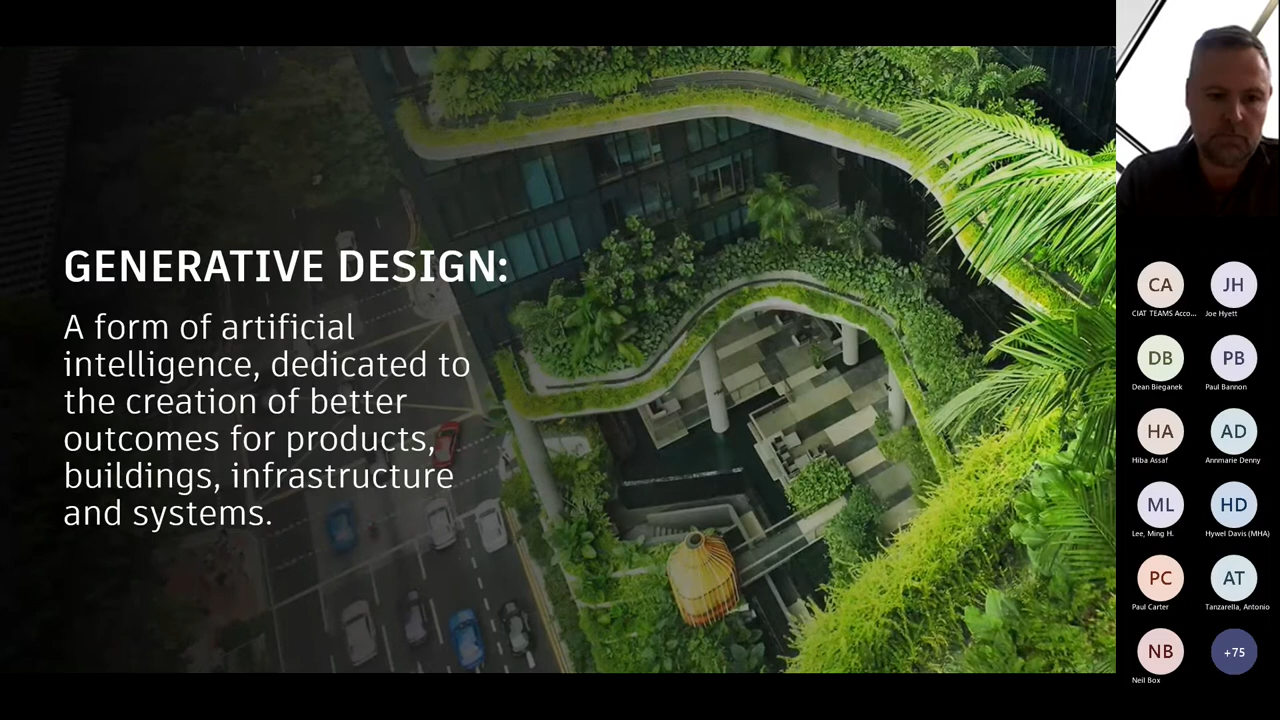 GENERATIVE DESIGN:
A form of artificial
intelligence, dedicated to
the creation of better
outcomes for products,
buildings, infrastructure
and systems.
CA
JH
CIAT TEAMS Acco...
Joe Hyett
DB
PB
Dean Bieganek
Paul Bannon
HA
AD
Hiba Assaf
Annmarie Denny
ML
HD
Lee, Ming H.
Hywel Davis (MHA)
PC
AT
Paul Carter
Tanzarella, Antonio
NB
+75
Neil Box